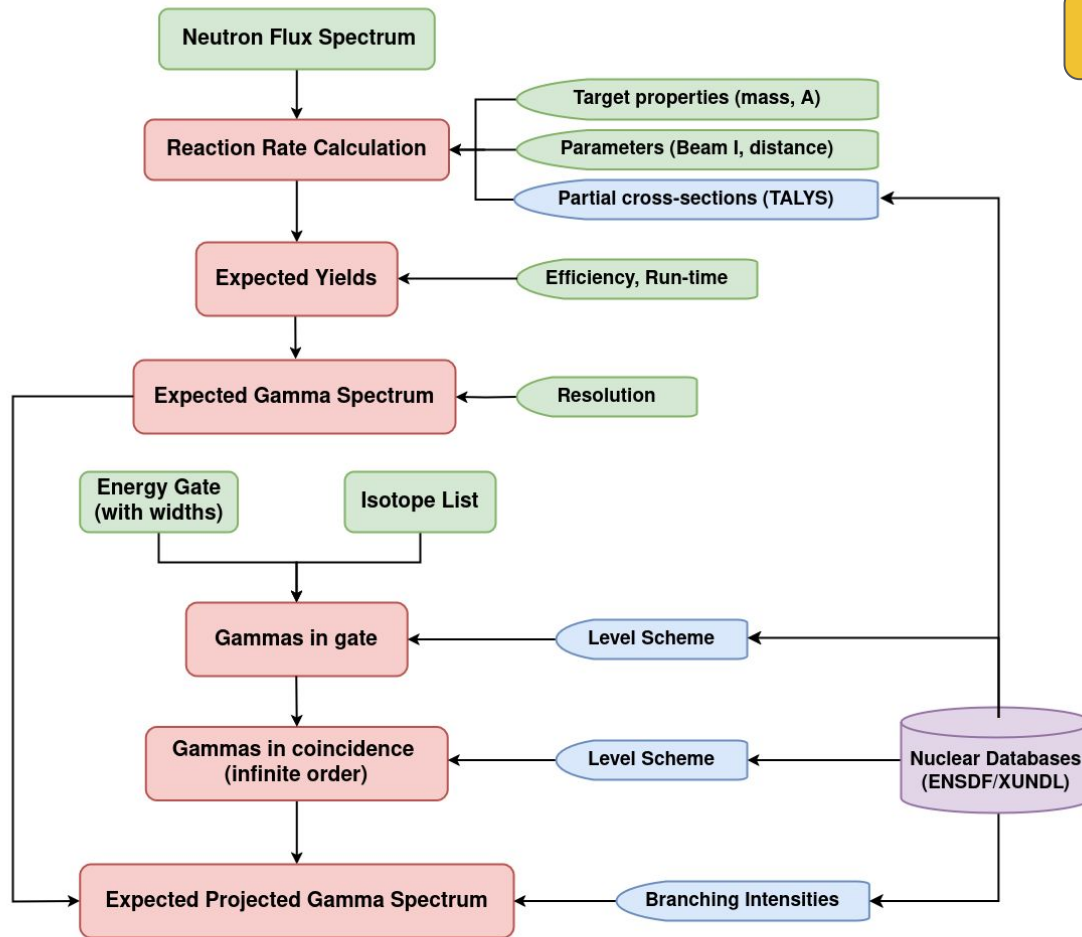 Neutron Flux Spectrum
Target properties (mass, A)
Reaction Rate Calculation
Parameters (Beam I, distance)
Partial cross-sections (TALYS)
Expected Yields
Efficiency, Run-time
Expected Gamma Spectrum
Resolution
Energy Gate
(with widths)
Isotope List
Gammas in gate
Level Scheme
Gammas in coincidence
(infinite order)
Level Scheme
Nuclear Databases
(ENSDF/XUNDL)
Expected Projected Gamma Spectrum
Branching Intensities